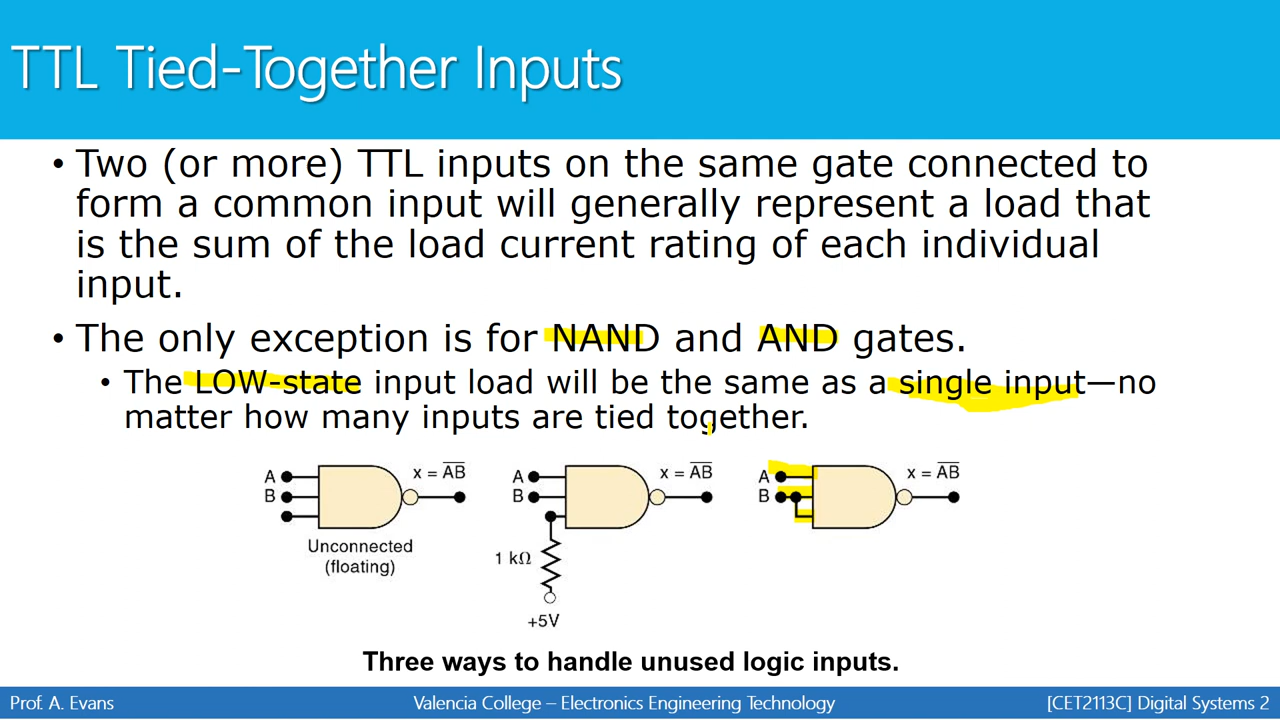 TTL Tied-Together Inputs
• Two (or more) TTL inputs on the same gate connected to
form a common input will generally represent a load that
is the sum of the load current rating of each individual
input.
• The only exception is for NAND and AND gates.
• The LOW-state input load will be the same as a single input—no
matter how many inputs are tied together.
A
B
x = A̅B̅
Unconnected
(floating)
A
B
x = A̅B̅
1 kΩ
+5V
A
B
x = A̅B̅
Three ways to handle unused logic inputs.
Prof. A. Evans
Valencia College – Electronics Engineering Technology
[CET2113C] Digital Systems 2